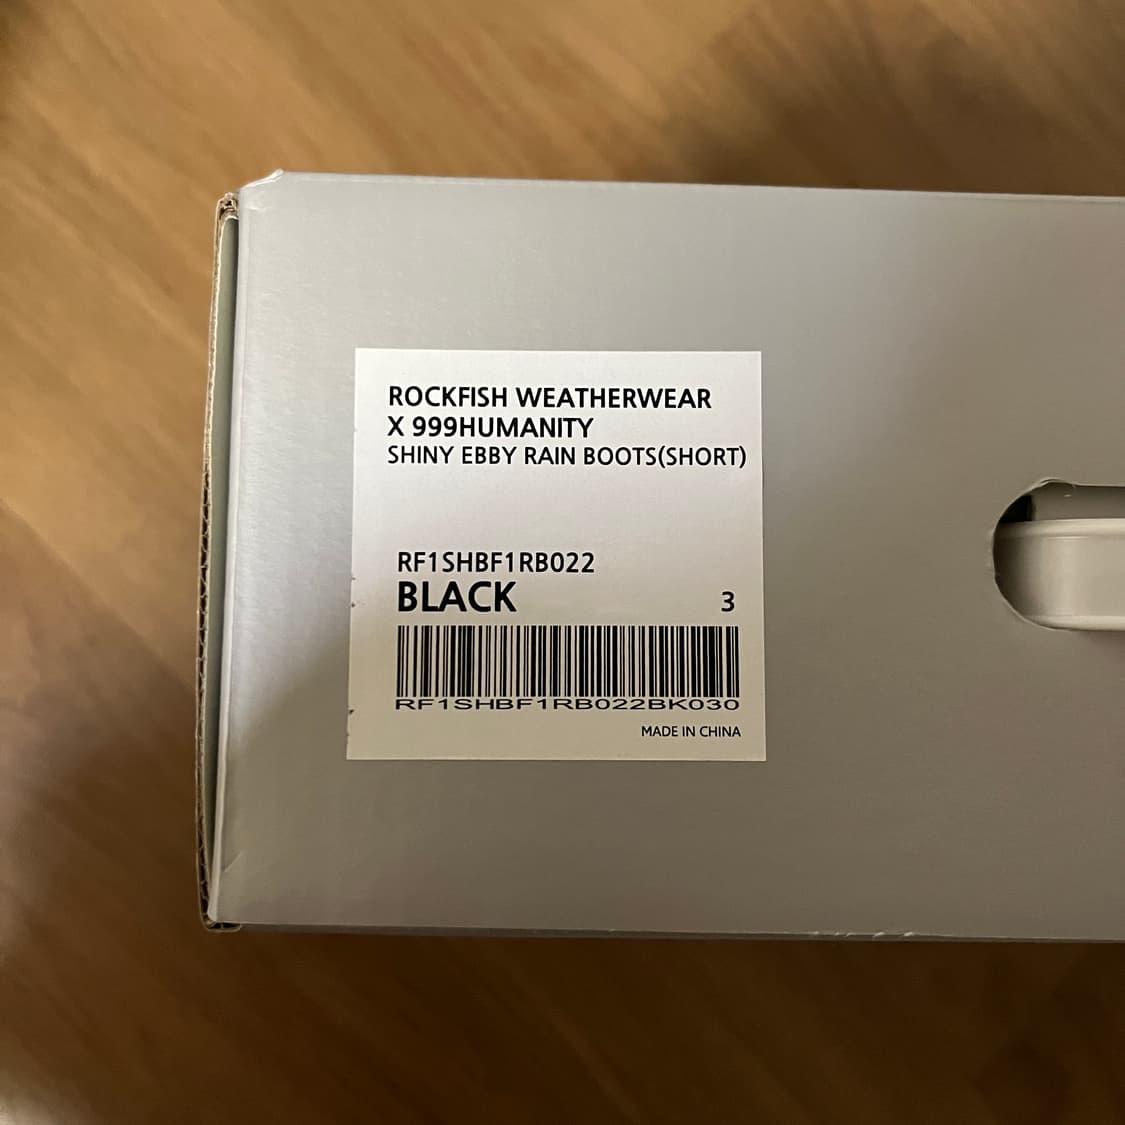 ROCKFISH WEATHERWEAR
X 999HUMANITY
SHINY EBBY RAIN BOOTS(SHORT)
RF1SHBF1RB022
BLACK 3
RF1SHBF1RB022BK030
MADE IN CHINA